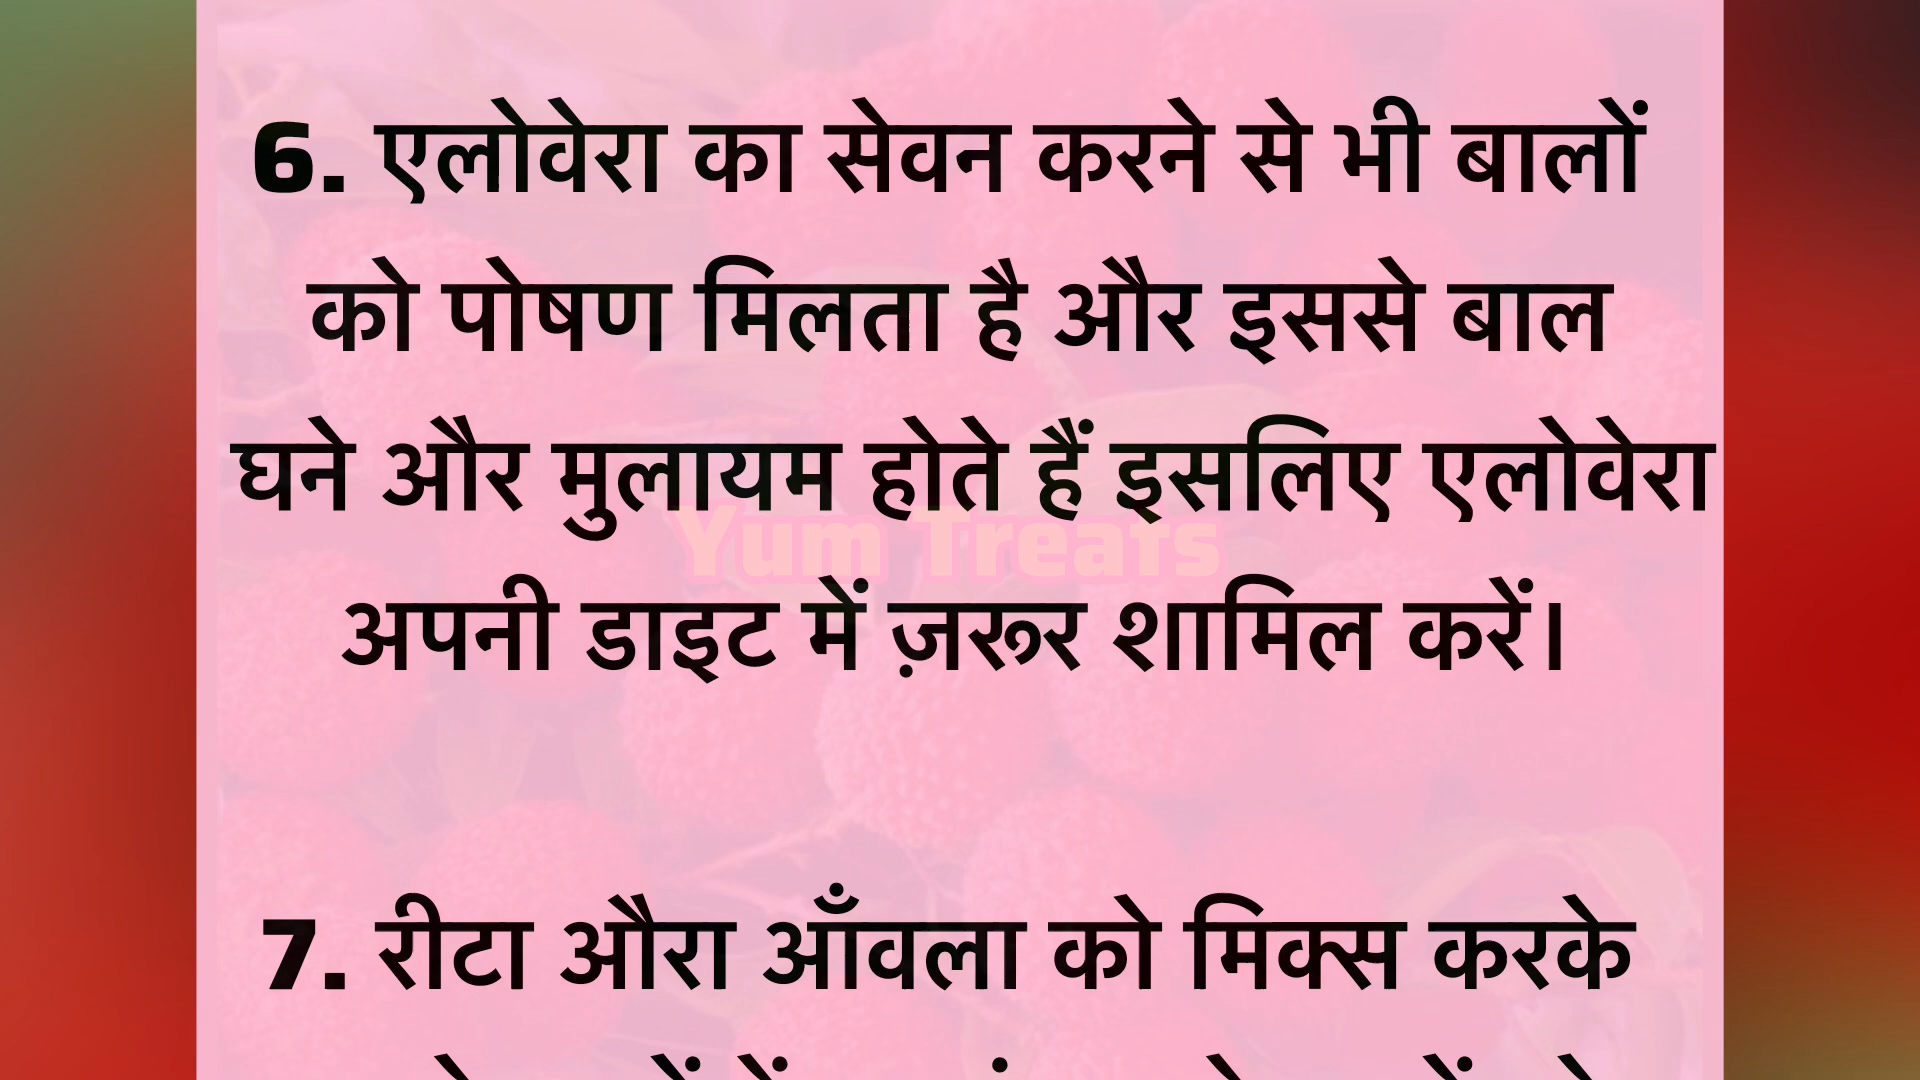 6. एलोवेरा का सेवन करने से भी बालों
को पोषण मिलता है और इससे बाल
घने और मुलायम होते हैं इसलिए एलोवेरा
Yum Treats
अपनी डाइट में ज़रूर शामिल करें।
7. रीटा औरा आँवला को मिक्स करके